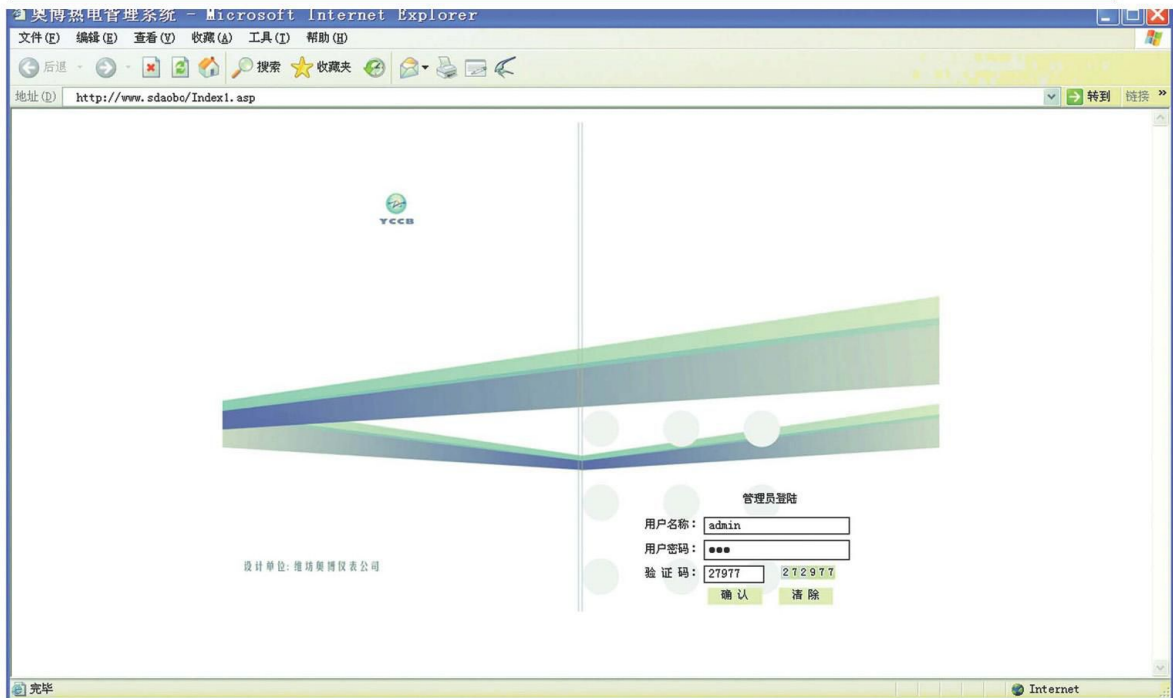 奥博热电管理系统 - Microsoft Internet Explorer
文件(F) 编辑(E) 查看(V) 收藏(A) 工具(T) 帮助(H)
后退 搜索 收藏夹
地址(D) http://www.sdaobo/Index1.asp 转到 链接 »
YCCB
管理员登陆
用户名称： admin
用户密码： ●●●
设计单位: 维坊奥博仪表公司
验 证 码： 27977 272977
确 认 清 除
完毕 Internet